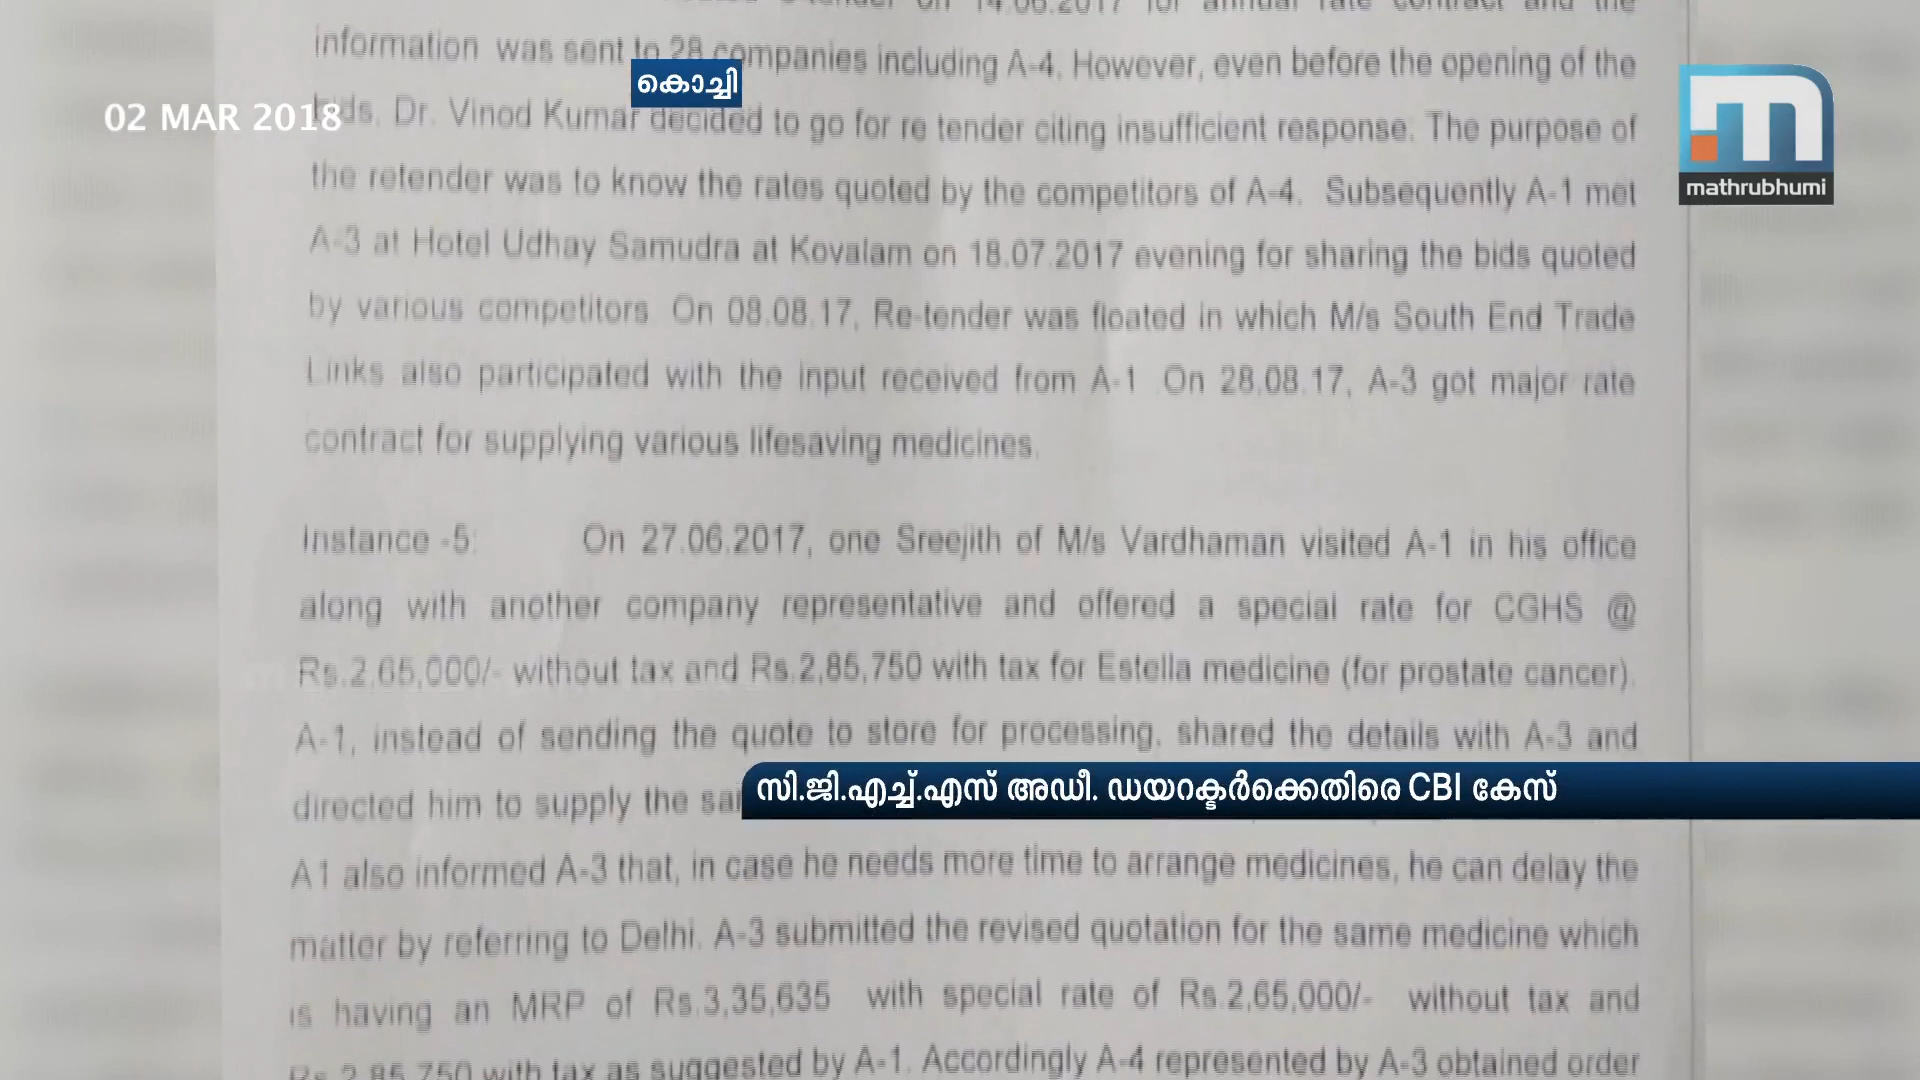 information was sent to 28 companies including A-4. However, even before the opening of the
കൊച്ചി
02 MAR 2018
bids, Dr. Vinod Kumar decided to go for re tender citing insufficient response. The purpose of
mathrubhumi
the retender was to know the rates quoted by the competitors of A-4. Subsequently A-1 met
A-3 at Hotel Udhay Samudra at Kovalam on 18.07.2017 evening for sharing the bids quoted
by various competitors. On 08.08.17, Re-tender was floated in which M/s South End Trade
Links also participated with the input received from A-1 On 28.08.17, A-3 got major rate
contract for supplying various lifesaving medicines.
Instance -5: On 27.06.2017, one Sreejith of M/s Vardhaman visited A-1 in his office
along with another company representative and offered a special rate for CGHS @
Rs.2,65,000/- without tax and Rs.2,85,750 with tax for Estella medicine (for prostate cancer).
A-1, instead of sending the quote to store for processing, shared the details with A-3 and
directed him to supply the
സി.ജി.എച്ച്.എസ് അഡീ. ഡയറക്ടർക്കെതിരെ CBI കേസ്
A1 also informed A-3 that, in case he needs more time to arrange medicines, he can delay the
matter by referring to Delhi. A-3 submitted the revised quotation for the same medicine which
is having an MRP of Rs.3,35,635 with special rate of Rs.2,65,000/- without tax and
Rs.2,85,750 with tax as suggested by A-1. Accordingly A-4 represented by A-3 obtained order